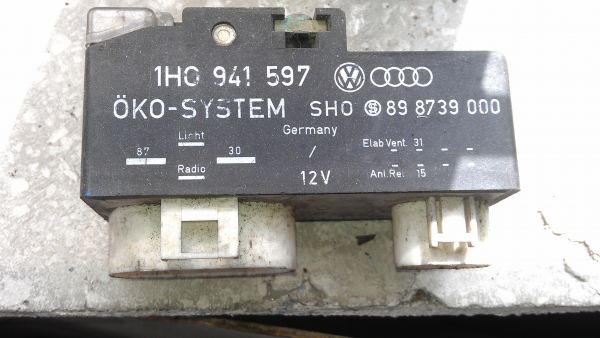 1H0 941 597
ÖKO-SYSTEM SHO 89 8739 000
Light Germany Elab Vent. 31
87 30 /
Radio 12V Anl. Re. 15